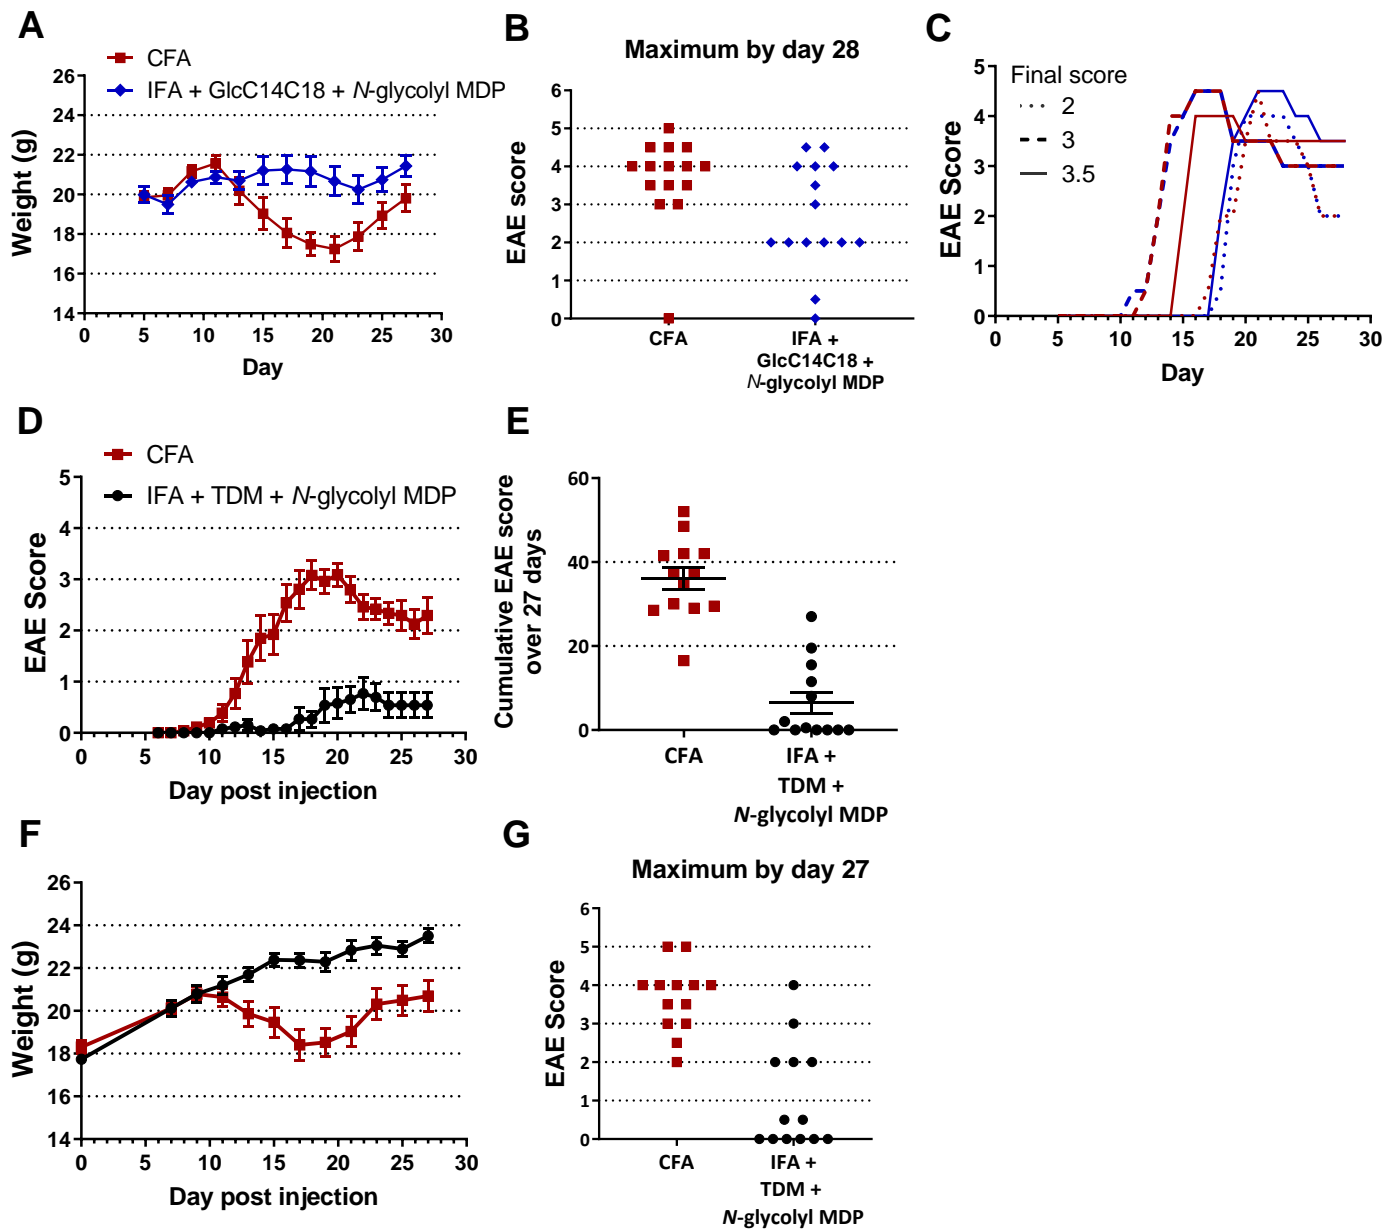 A
CFA
IFA + GlcC14C18 + N-glycolyl MDP
26
24
22
20
18
16
14
Weight (g)
0
5
10
15
20
25
30
Day
B
Maximum by day 28
6
5
4
3
2
1
0
EAE score
CFA
IFA +
GlcC14C18 +
N-glycolyl MDP
C
Final score
2
3
3.5
5
4
3
2
1
0
EAE Score
0
5
10
15
20
25
30
Day
D
CFA
IFA + TDM + N-glycolyl MDP
5
4
3
2
1
0
EAE Score
0
5
10
15
20
25
30
Day post injection
E
60
40
20
0
Cumulative EAE score
over 27 days
CFA
IFA +
TDM +
N-glycolyl MDP
F
26
24
22
20
18
16
14
Weight (g)
0
5
10
15
20
25
30
Day post injection
G
Maximum by day 27
6
5
4
3
2
1
0
EAE Score
CFA
IFA +
TDM +
N-glycolyl MDP